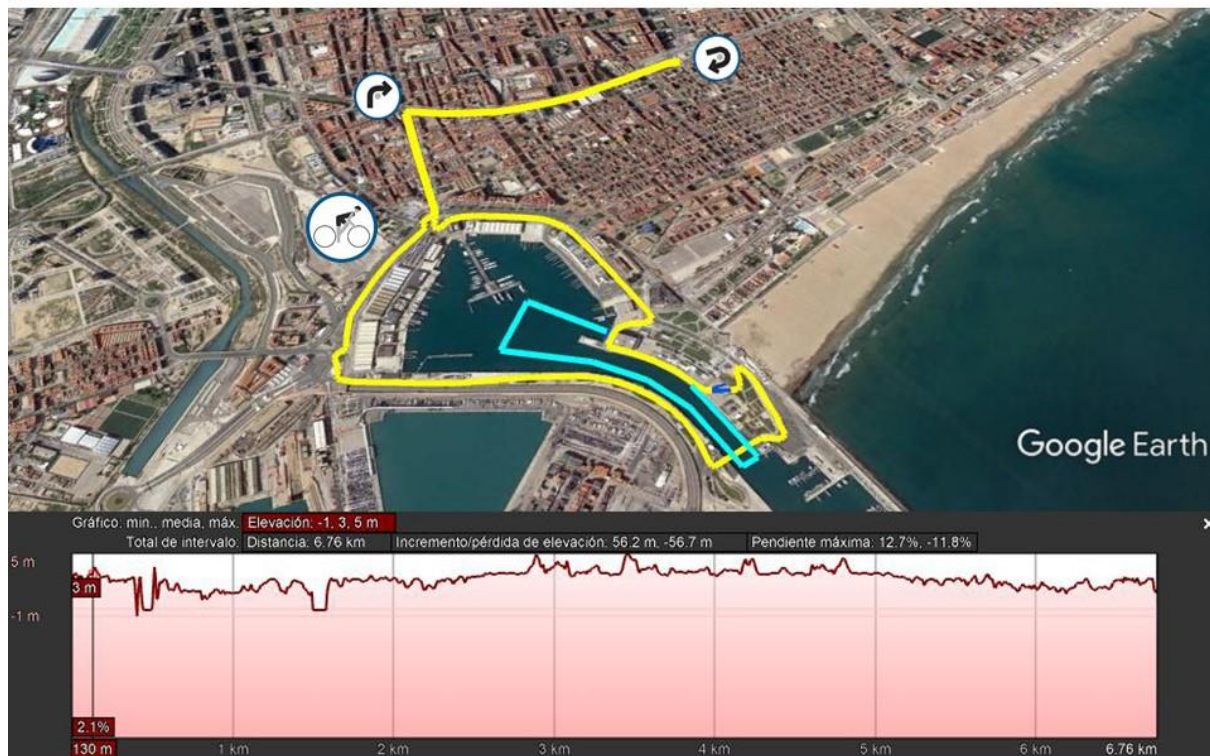 Google Earth
Gráfico: min., media, máx. Elevación: -1, 3, 5 m
Total de intervalo: Distancia: 6.76 km Incremento/pérdida de elevación: 56.2 m, -56.7 m Pendiente máxima: 12.7%, -11.8%
5 m
3 m
-1 m
2.1%
130 m 1 km 2 km 3 km 4 km 5 km 6 km 6.76 km